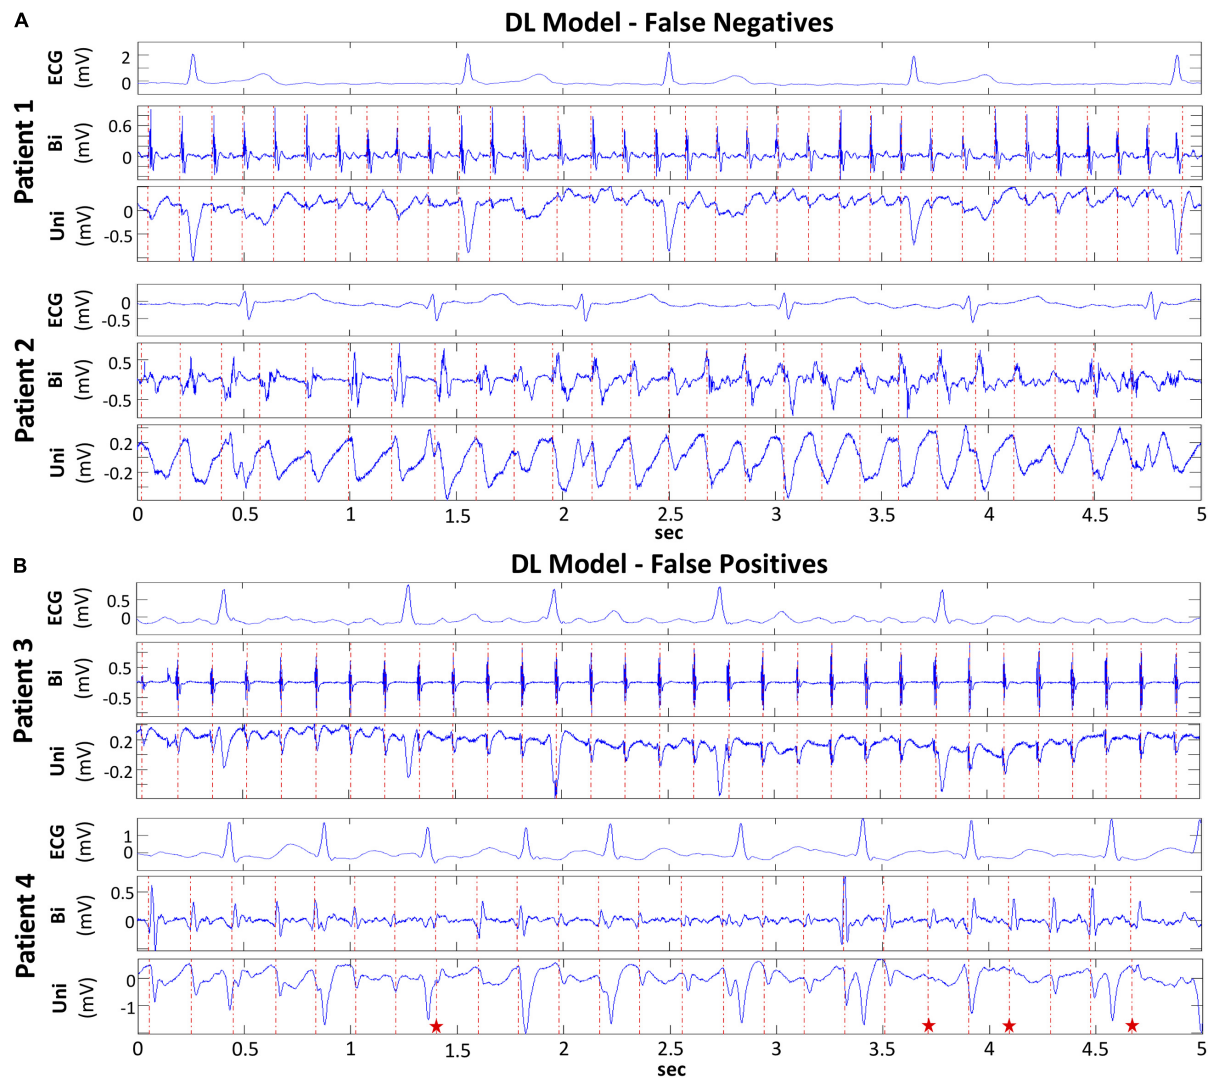 A
DL Model - False Negatives
Patient 1
ECG
(mV)
2
0
Bi
(mV)
0.6
0
Uni
(mV)
0
-0.5
Patient 2
ECG
(mV)
0
-0.5
Bi
(mV)
0.5
-0.5
Uni
(mV)
0.2
-0.2
0 0.5 1 1.5 2 2.5 3 3.5 4 4.5 5
sec
B
DL Model - False Positives
Patient 3
ECG
(mV)
0.5
0
Bi
(mV)
0.5
-0.5
Uni
(mV)
0.2
-0.2
Patient 4
ECG
(mV)
1
0
Bi
(mV)
0.5
0
Uni
(mV)
0
-1
0 0.5 1 1.5 2 2.5 3 3.5 4 4.5 5
sec